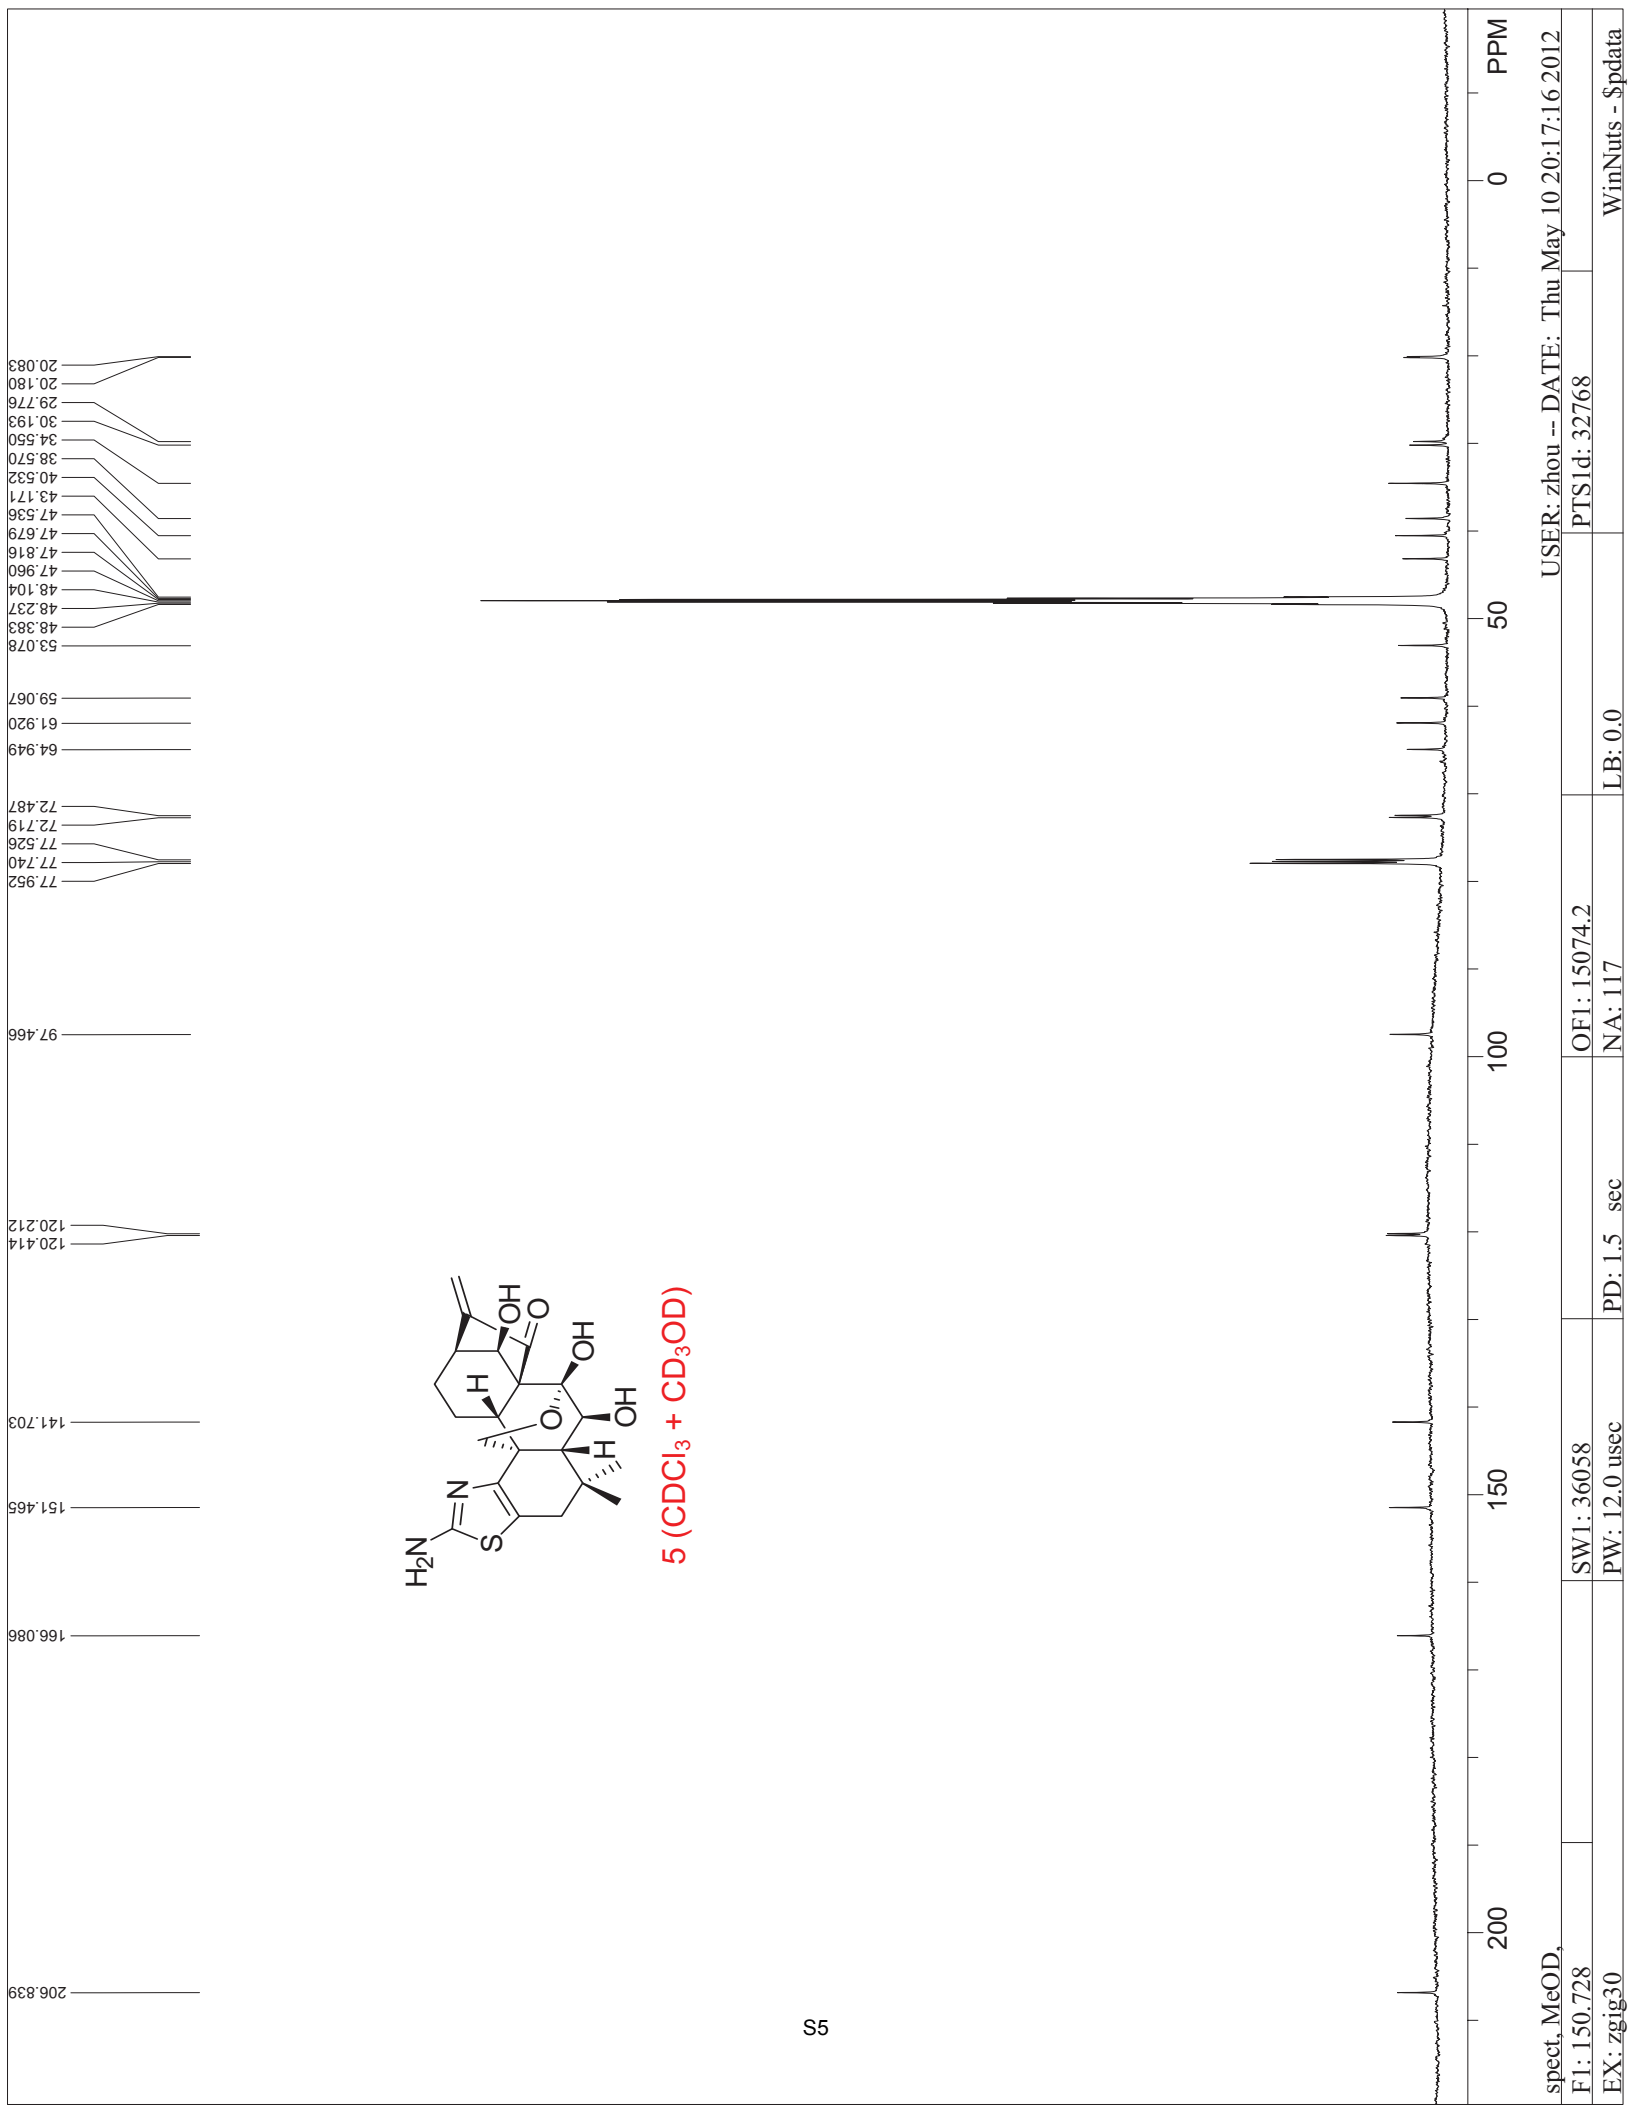 206.839
166.086
151.465
141.703
120.414
120.212
97.466
77.952
77.740
77.526
72.719
72.487
64.949
61.920
59.067
53.078
48.383
48.237
48.104
47.960
47.816
47.679
47.536
43.171
40.532
38.570
34.550
30.193
29.776
20.180
20.083
H2N
N
S
H
OH
O
O
OH
H
OH
5 (CDCl3 + CD3OD)
200
150
100
50
0
PPM
spect, MeOD,
USER: zhou -- DATE: Thu May 10 20:17:16 2012
F1: 150.728
SW1: 36058
OF1: 15074.2
PTS1d: 32768
EX: zgig30
PW: 12.0 usec
PD: 1.5 sec
NA: 117
LB: 0.0
WinNuts - $pdata
S5